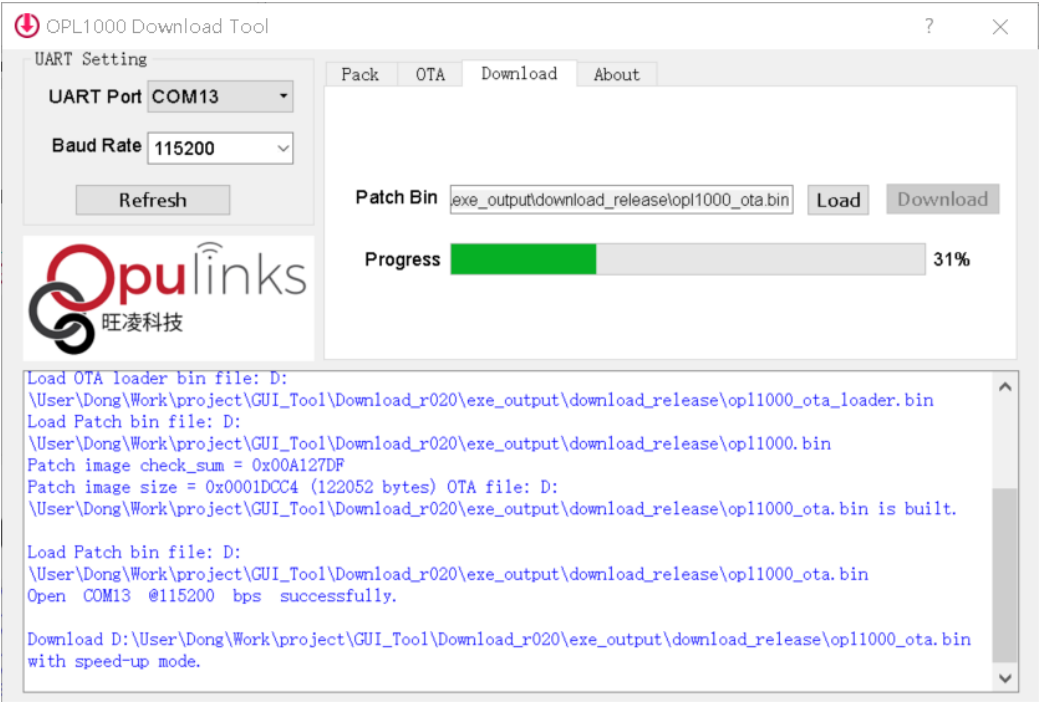 OPL1000 Download Tool
UART Setting
UART Port COM13
Baud Rate 115200
Refresh
Opulinks
旺凌科技
Pack OTA Download About
Patch Bin .exe_output\download_release\opl1000_ota.bin Load Download
Progress 31%
Load OTA loader bin file: D:
\User\Dong\Work\project\GUI_Tool\Download_r020\exe_output\download_release\opl1000_ota_loader.bin
Load Patch bin file: D:
\User\Dong\Work\project\GUI_Tool\Download_r020\exe_output\download_release\opl1000.bin
Patch image check_sum = 0x00A127DF
Patch image size = 0x0001DCC4 (122052 bytes) OTA file: D:
\User\Dong\Work\project\GUI_Tool\Download_r020\exe_output\download_release\opl1000_ota.bin is built.
Load Patch bin file: D:
\User\Dong\Work\project\GUI_Tool\Download_r020\exe_output\download_release\opl1000_ota.bin
Open COM13 @115200 bps successfully.
Download D:\User\Dong\Work\project\GUI_Tool\Download_r020\exe_output\download_release\opl1000_ota.bin
with speed-up mode.